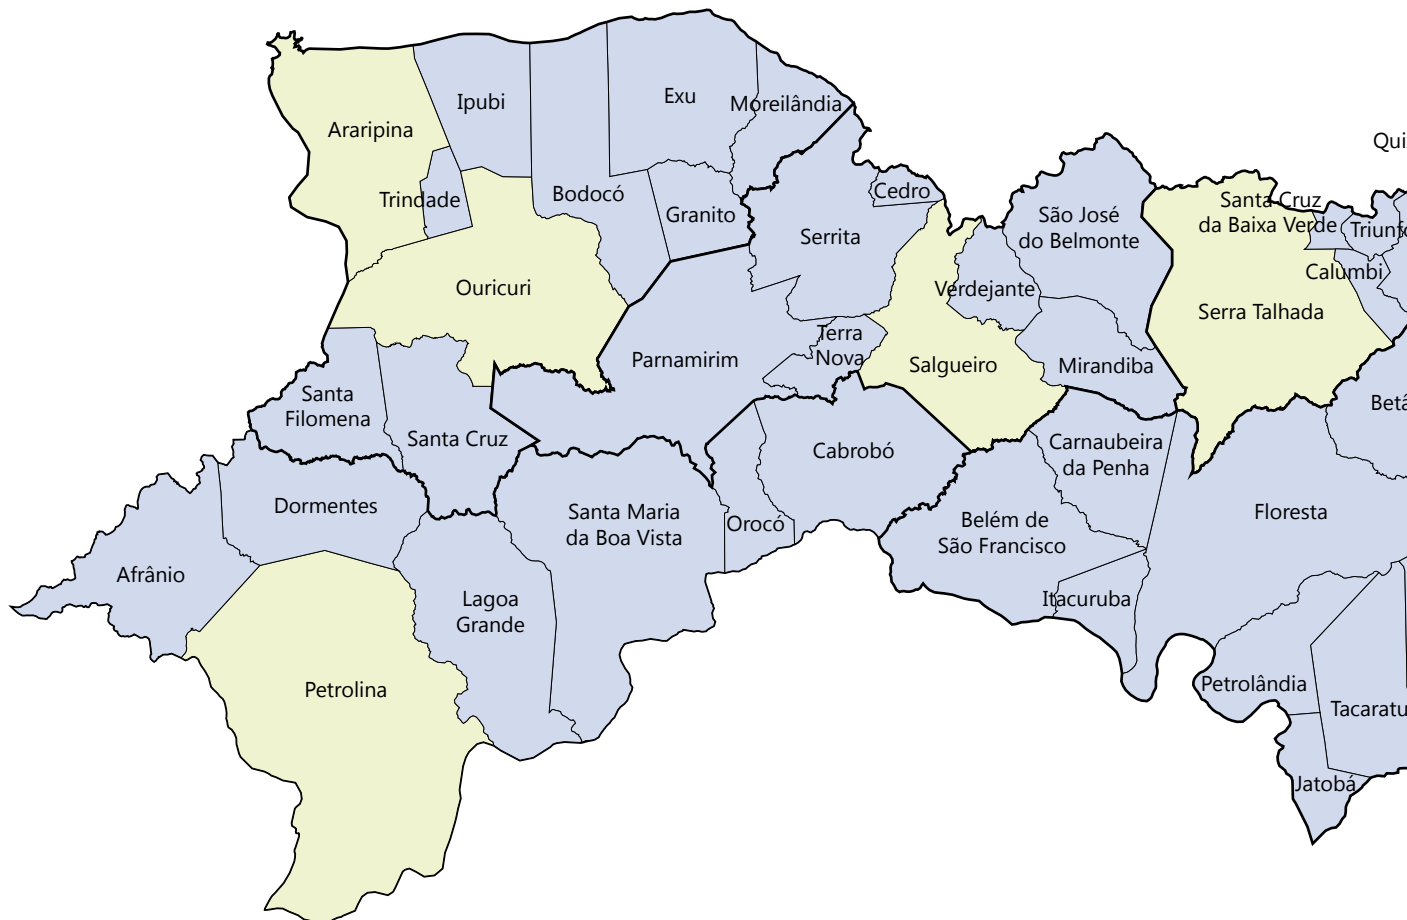 Exu
Ipubi
Moreilândia
Araripina
Qui
Cedro
Bodocó
Trindade
Granito
Santa Cruz
da Baixa Verde
São José
do Belmonte
Triunfo
Serrita
Calumbi
Ouricuri
Verdejante
Serra Talhada
Terra
Nova
Parnamirim
Salgueiro
Mirandiba
Santa
Filomena
Betâ
Santa Cruz
Carnaubeira
da Penha
Cabrobó
Dormentes
Santa Maria
da Boa Vista
Orocó
Belém de
São Francisco
Floresta
Afrânio
Lagoa
Grande
Itacuruba
Petrolina
Petrolândia
Tacaratu
Jatobá